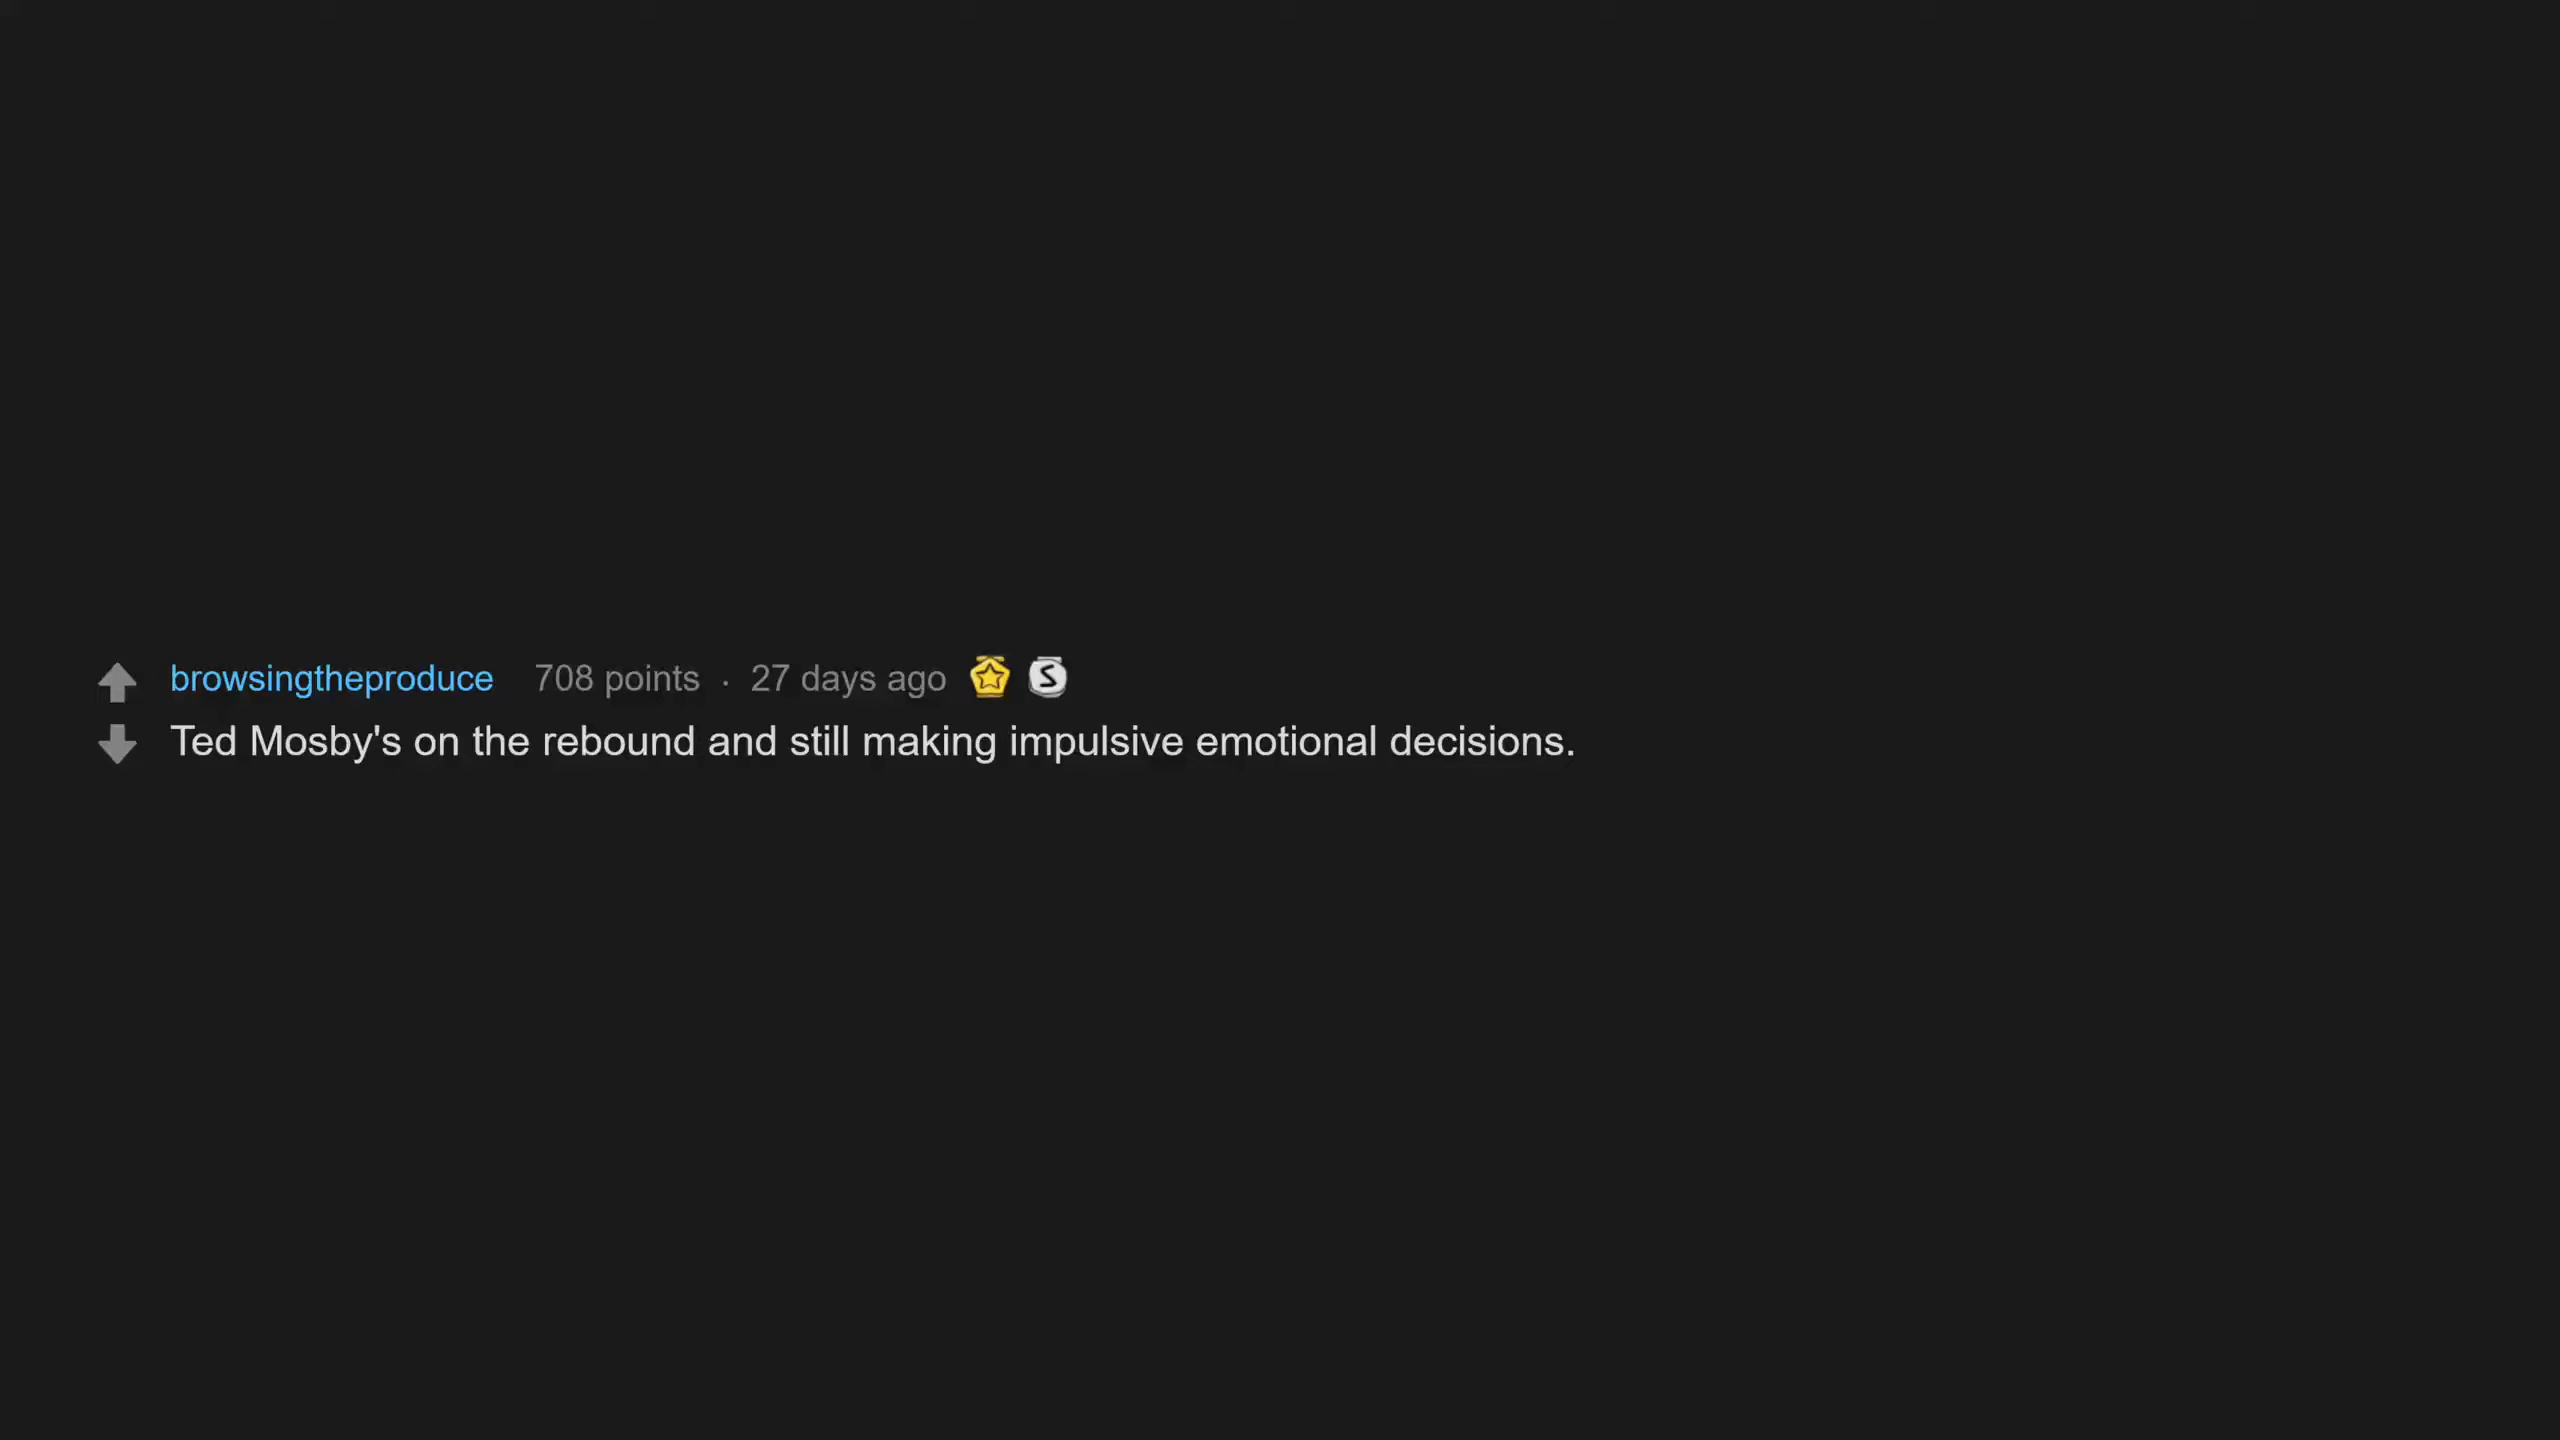 browsingtheproduce 708 points · 27 days ago S
Ted Mosby's on the rebound and still making impulsive emotional decisions.